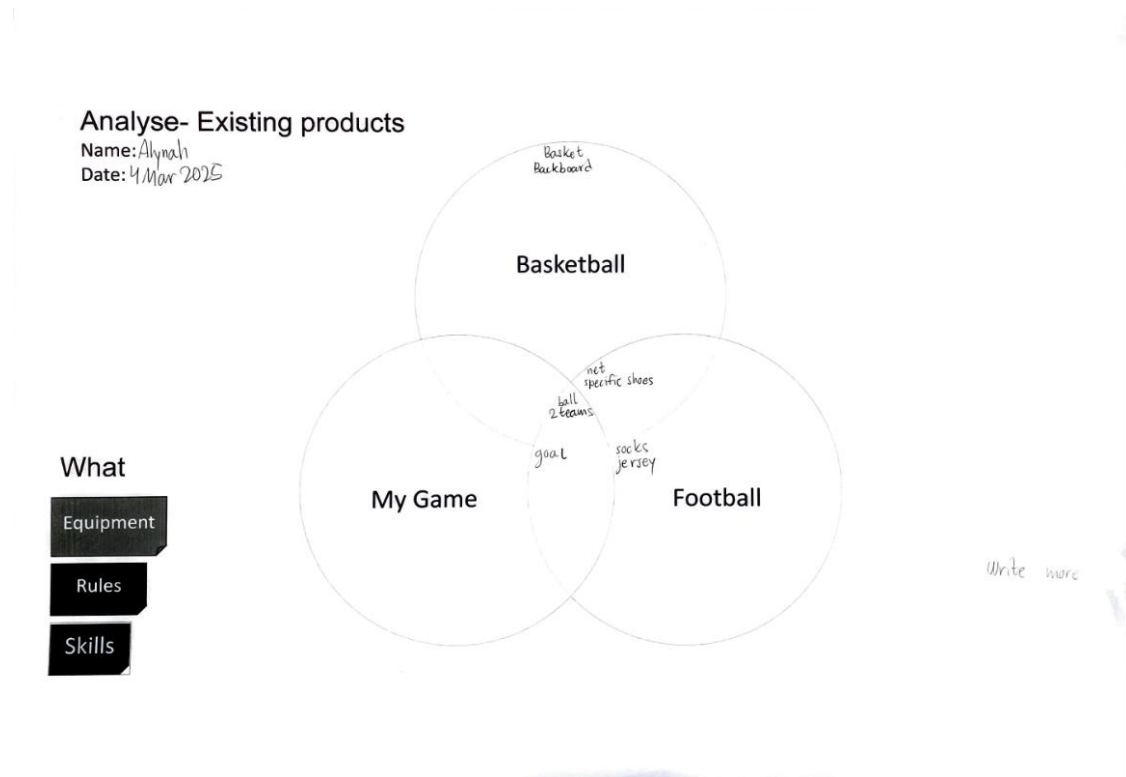 Analyse- Existing products
Name: Alynah
Date: 4 Mar 2025
Basket
Backboard
Basketball
net
specific shoes
ball
2 teams
goal
socks
jersey
What
My Game
Football
Equipment
Rules
Skills
Write more